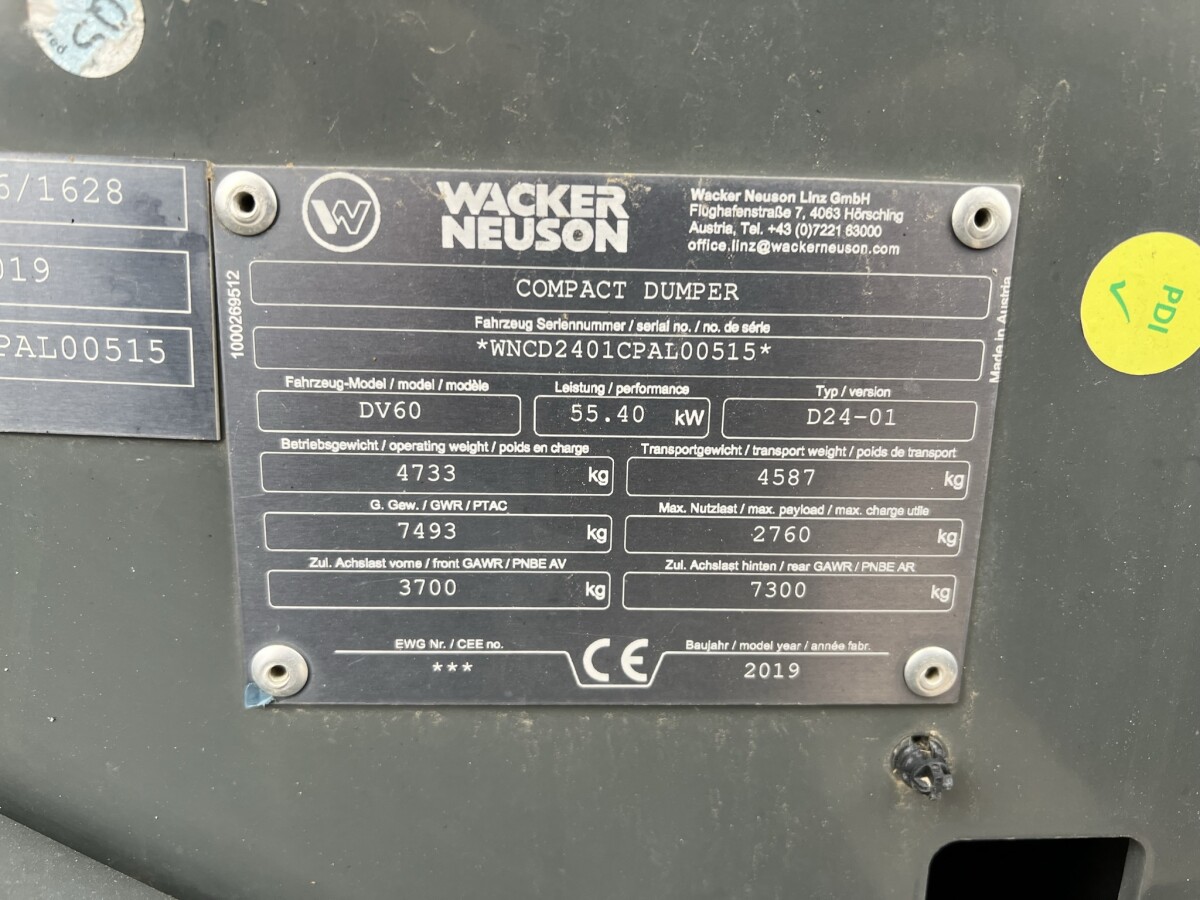 6/1628
019
PAL00515
WACKER
NEUSON
Wacker Neuson Linz GmbH
Flughafenstraße 7, 4063 Hörsching
Austria, Tel. +43 (0)7221 63000
office.linz@wackerneuson.com
1000269512
COMPACT DUMPER
Fahrzeug Seriennummer / serial no. / no. de série
*WNCD2401CPAL00515*
Made in Austria
Fahrzeug-Model / model / modèle
DV60
Leistung / performance
55.40 kW
Typ / version
D24-01
Betriebsgewicht / operating weight / poids en charge
4733 kg
Transportgewicht / transport weight / poids de transport
4587 kg
G. Gew. / GWR / PTAC
7493 kg
Max. Nutzlast / max. payload / max. charge utile
2760 kg
Zul. Achslast vorne / front GAWR / PNBE AV
3700 kg
Zul. Achslast hinten / rear GAWR / PNBE AR
7300 kg
EWG Nr. / CEE no.
***
CE
Baujahr / model year / année fabr.
2019
PDI